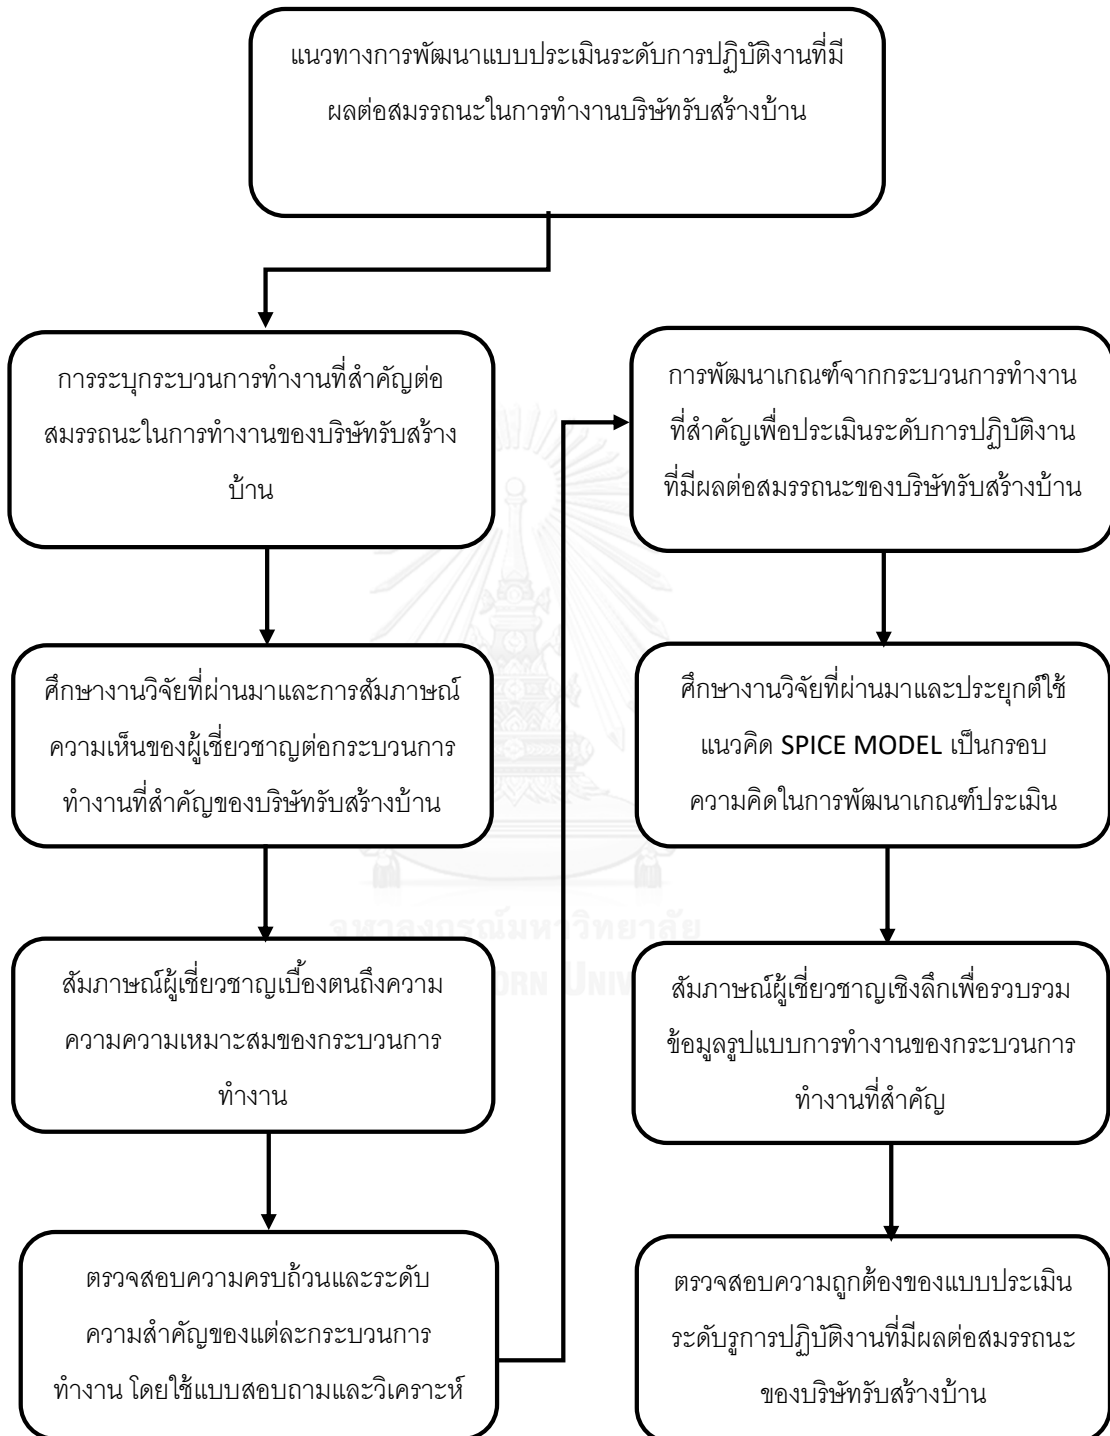 แนวทางการพัฒนาแบบประเมินระดับการปฏิบัติงานที่มี
ผลต่อสมรรถนะในการทำงานบริษัทรับสร้างบ้าน
การระบุกระบวนการทำงานที่สำคัญต่อ
สมรรถนะในการทำงานของบริษัทรับสร้าง
บ้าน
ศึกษางานวิจัยที่ผ่านมาและการสัมภาษณ์
ความเห็นของผู้เชี่ยวชาญต่อกระบวนการ
ทำงานที่สำคัญของบริษัทรับสร้างบ้าน
สัมภาษณ์ผู้เชี่ยวชาญเบื้องตนถึงความ
ความความเหมาะสมของกระบวนการ
ทำงาน
ตรวจสอบความครบถ้วนและระดับ
ความสำคัญของแต่ละกระบวนการ
ทำงาน โดยใช้แบบสอบถามและวิเคราะห์
การพัฒนาเกณฑ์จากกระบวนการทำงาน
ที่สำคัญเพื่อประเมินระดับการปฏิบัติงาน
ที่มีผลต่อสมรรถนะของบริษัทรับสร้างบ้าน
ศึกษางานวิจัยที่ผ่านมาและประยุกต์ใช้
แนวคิด SPICE MODEL เป็นกรอบ
ความคิดในการพัฒนาเกณฑ์ประเมิน
สัมภาษณ์ผู้เชี่ยวชาญเชิงลึกเพื่อรวบรวม
ข้อมูลรูปแบบการทำงานของกระบวนการ
ทำงานที่สำคัญ
ตรวจสอบความถูกต้องของแบบประเมิน
ระดับรูการปฏิบัติงานที่มีผลต่อสมรรถนะ
ของบริษัทรับสร้างบ้าน
จุฬาลงกรณ์มหาวิทยาลัย